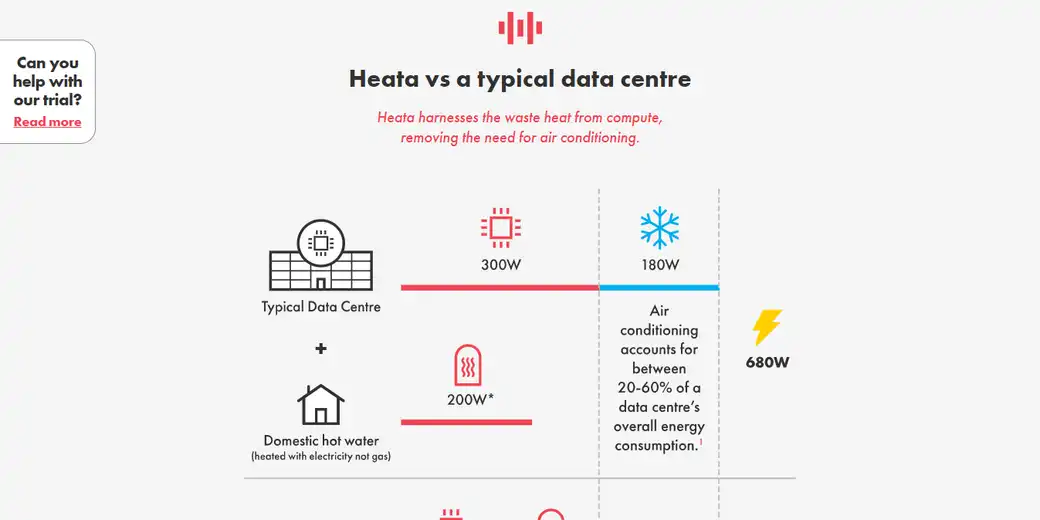 Can you
help with
our trial?
Read more
Heata vs a typical data centre
Heata harnesses the waste heat from compute,
removing the need for air conditioning.
300W
180W
Typical Data Centre
Air
conditioning
accounts for
between
20-60% of a
data centre's
overall energy
consumption.¹
680W
+
200W*
Domestic hot water
(heated with electricity not gas)